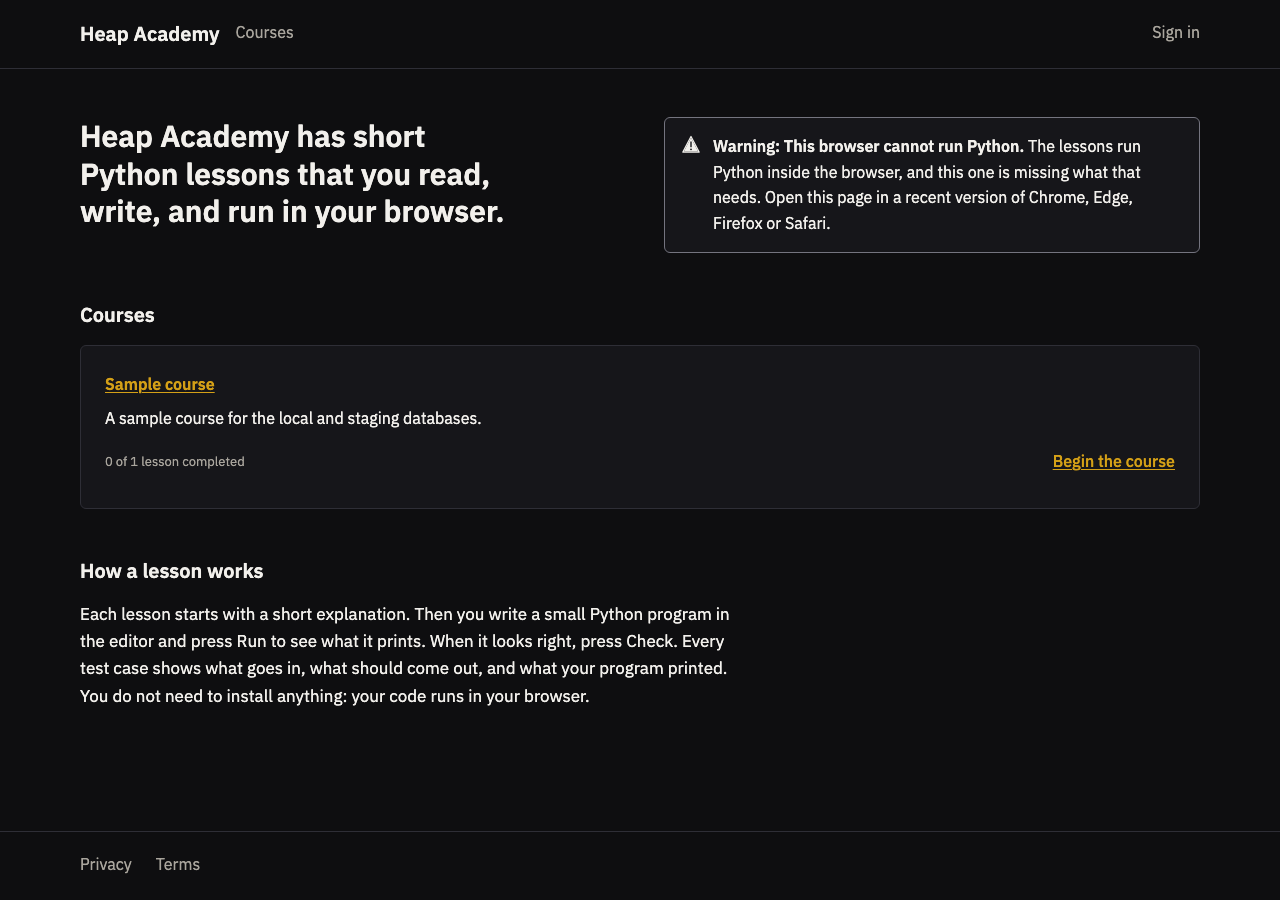 Heap Academy Courses Sign in
Heap Academy has short
Python lessons that you read,
write, and run in your browser.
Warning: This browser cannot run Python. The lessons run
Python inside the browser, and this one is missing what that
needs. Open this page in a recent version of Chrome, Edge,
Firefox or Safari.
Courses
Sample course
A sample course for the local and staging databases.
0 of 1 lesson completed
Begin the course
How a lesson works
Each lesson starts with a short explanation. Then you write a small Python program in
the editor and press Run to see what it prints. When it looks right, press Check. Every
test case shows what goes in, what should come out, and what your program printed.
You do not need to install anything: your code runs in your browser.
Privacy Terms